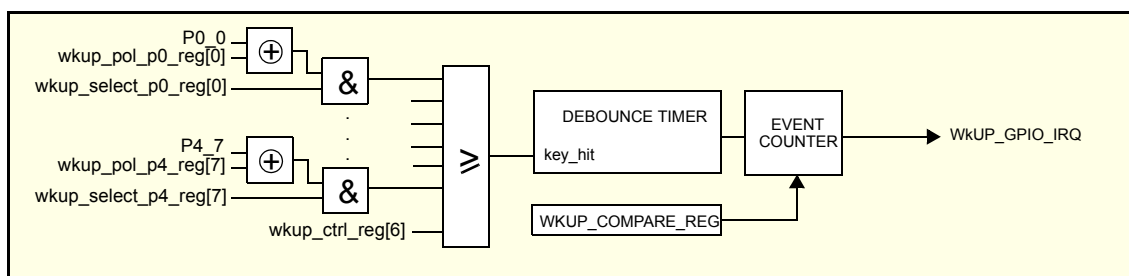 P0_0
wkup_pol_p0_reg[0]
wkup_select_p0_reg[0]
&
P4_7
wkup_pol_p4_reg[7]
wkup_select_p4_reg[7]
&
wkup_ctrl_reg[6]
≥
DEBOUNCE TIMER
key_hit
EVENT
COUNTER
WkUP_GPIO_IRQ
WKUP_COMPARE_REG